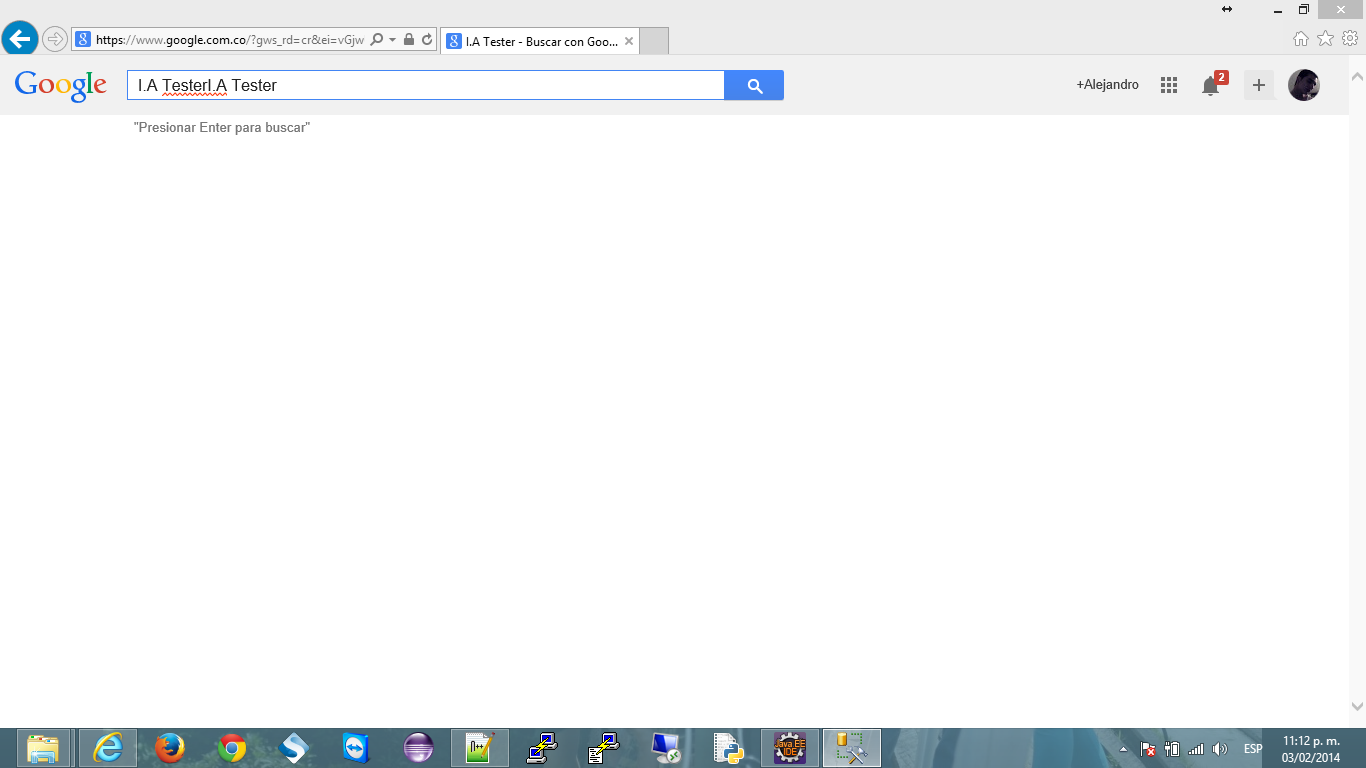 https://www.google.com.co/?gws_rd=cr&ei=vGjw
I.A Tester - Buscar con Goo...
Google
I.A TesterI.A Tester
+Alejandro
2
"Presionar Enter para buscar"
Java EE
IDE
ESP
11:12 p. m.
03/02/2014